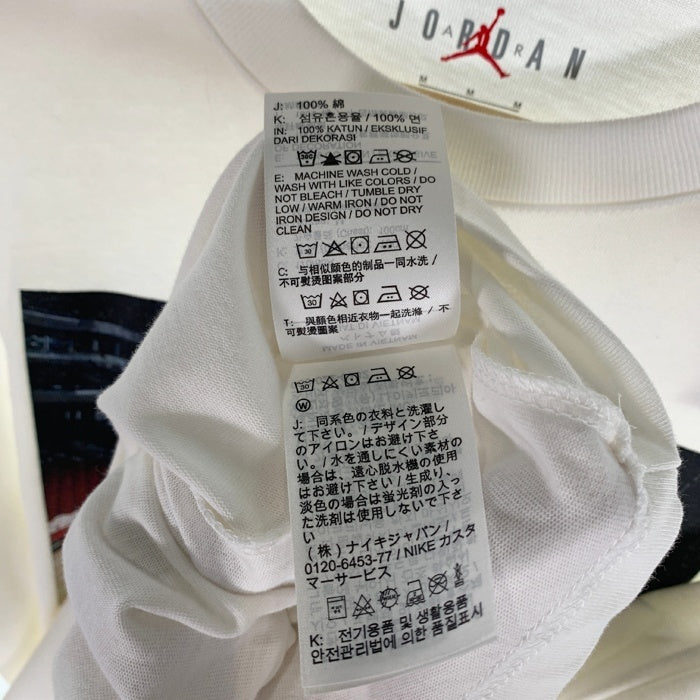 JORDAN
AIR
M M M
J: 100% 綿
K: 섬유혼용율 / 100% 면
IN: 100% KATUN / EKSKLUSIF
DARI DEKORASI
E: MACHINE WASH COLD /
WASH WITH LIKE COLORS / DO
NOT BLEACH / TUMBLE DRY
LOW / WARM IRON / DO NOT
IRON DESIGN / DO NOT DRY
CLEAN
30
C: 与相似颜色的制品一同水洗 /
不可熨烫图案部分
30
T: 與顏色相近衣物一起洗滌 / 不
可熨燙圖案部分
MADE IN VIETNAM
30
W
J: 同系色の衣料と洗濯し
て下さい。/ デザイン部分
のアイロンはお避け下さ
い。/ 水を通しにくい素材の
場合は、遠心脱水機の使用
はお避け下さい / 生成り、
淡色の場合は蛍光剤の入っ
た洗剤は使用しないで下さ
い
(株) ナイキジャパン /
0120-6453-77 / NIKE カスタ
マーサービス
K: 전기용품 및 생활용품
안전관리법에 의한 품질표시